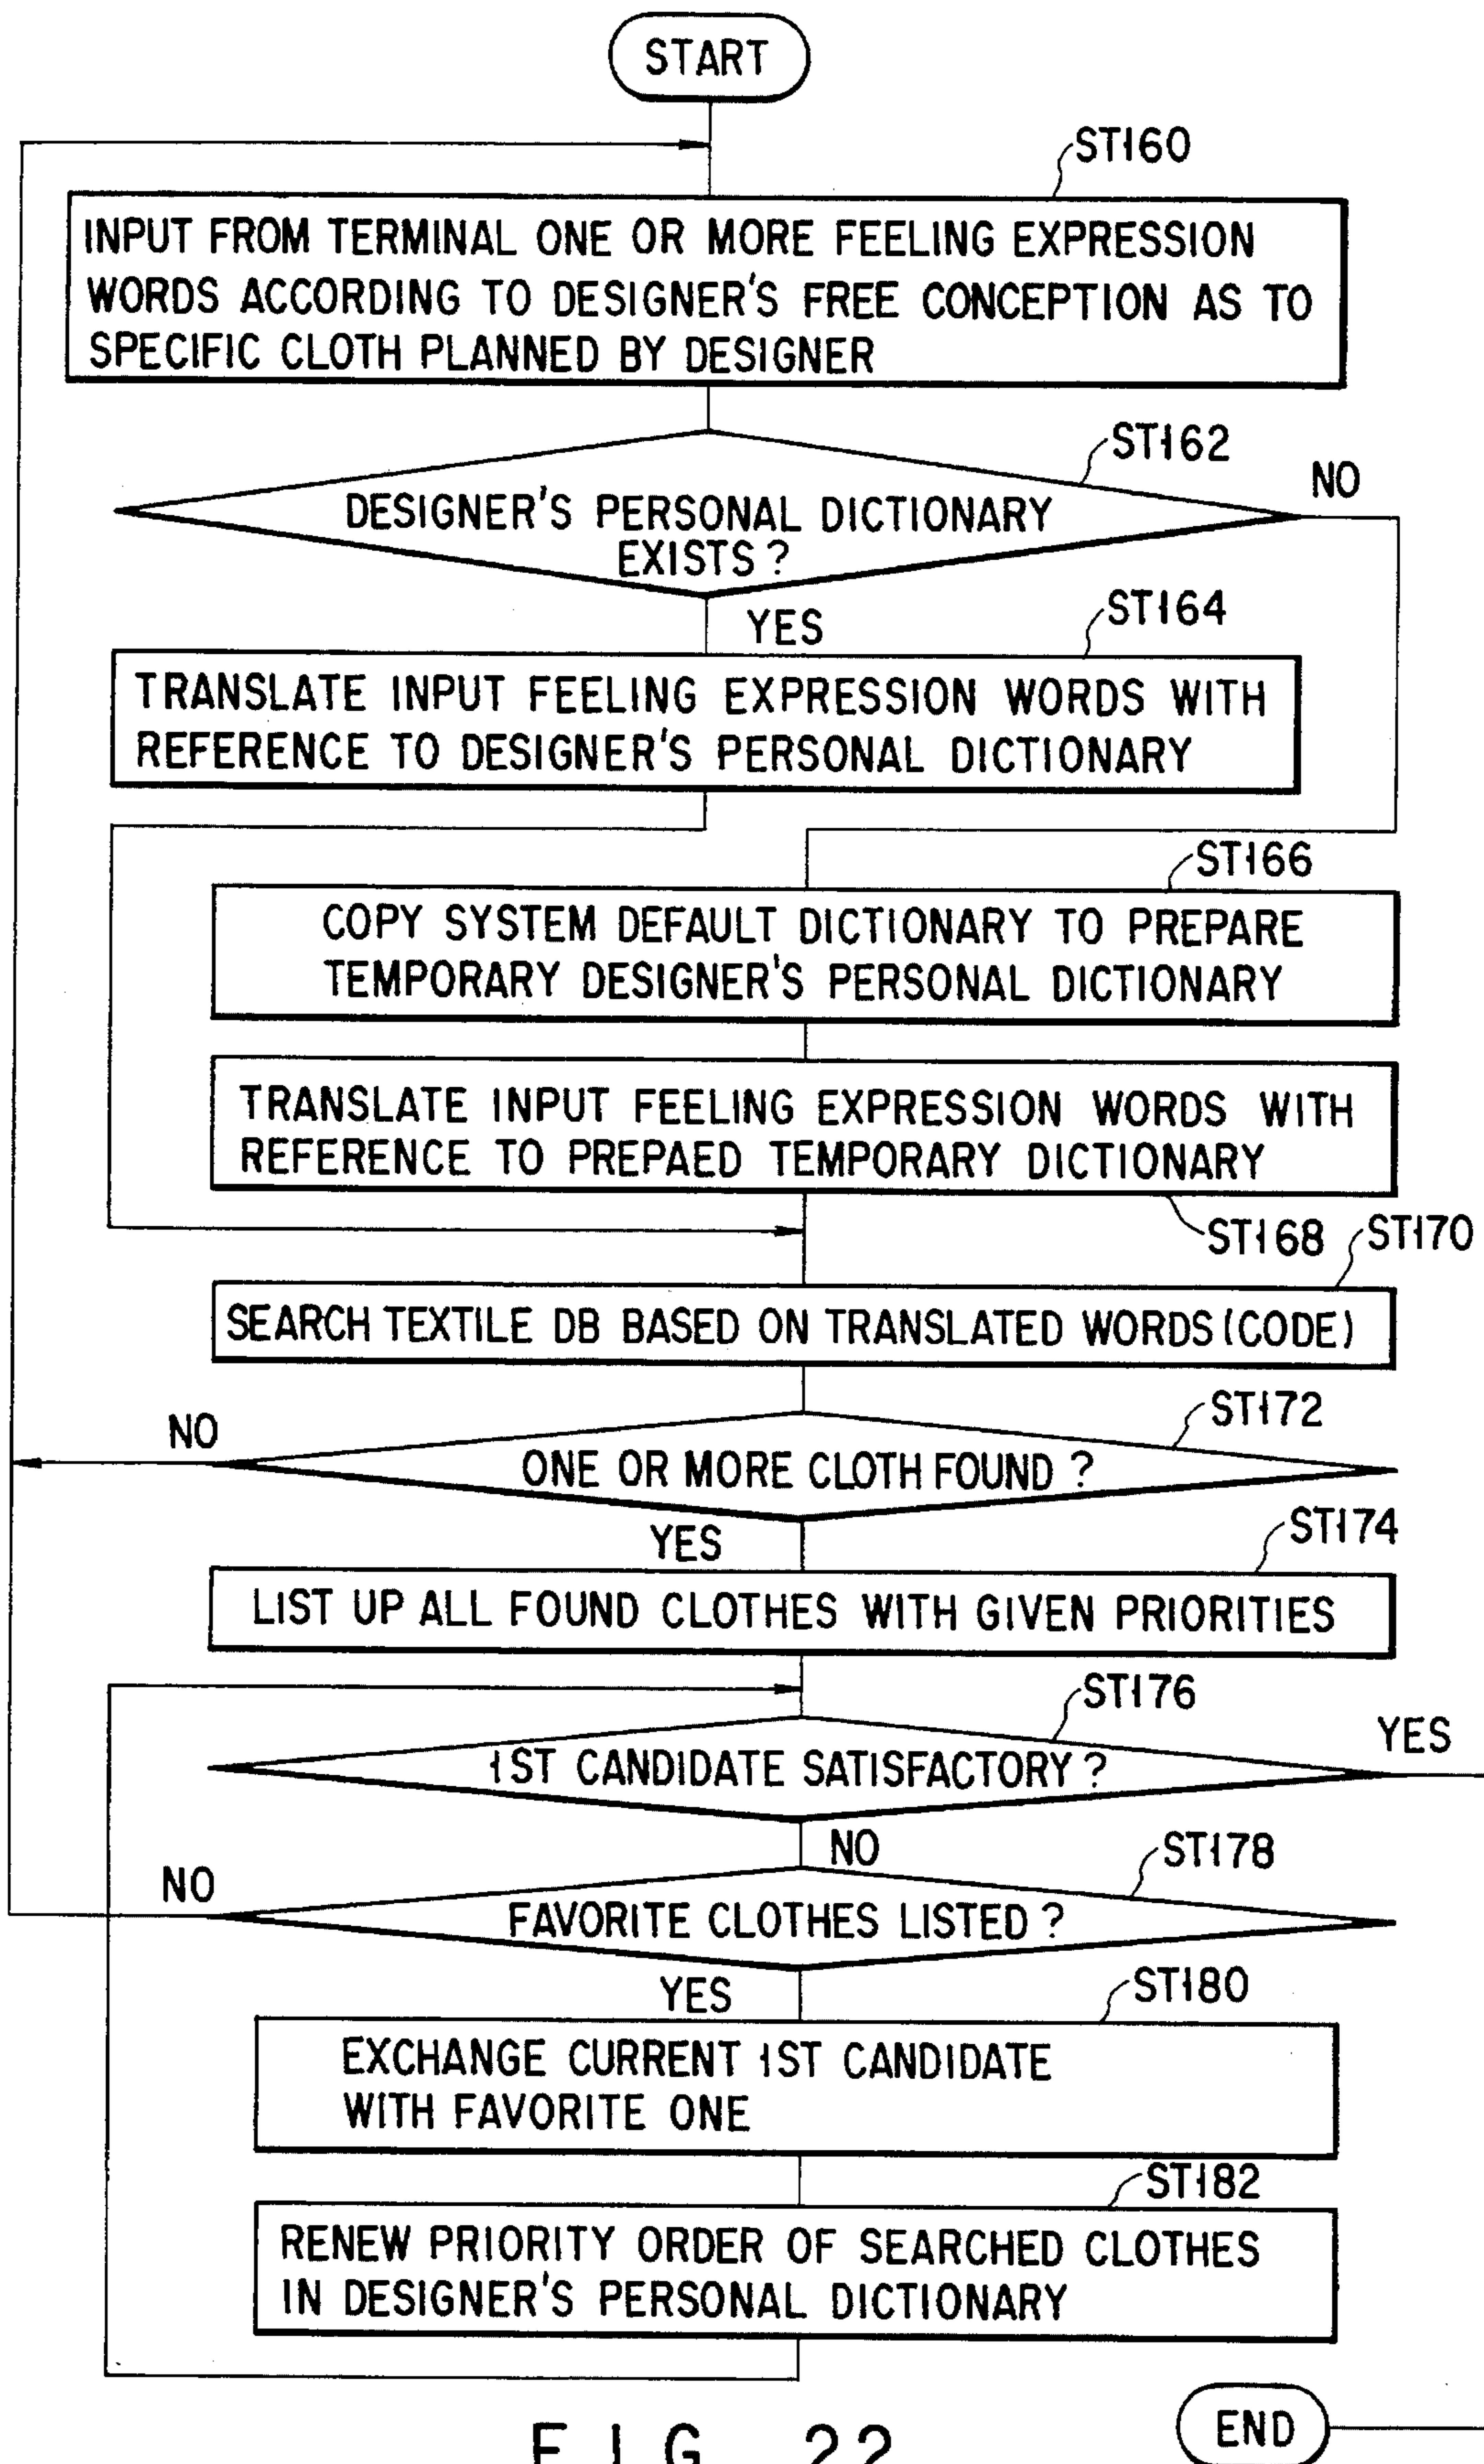 START
ST160
INPUT FROM TERMINAL ONE OR MORE FEELING EXPRESSION
WORDS ACCORDING TO DESIGNER'S FREE CONCEPTION AS TO
SPECIFIC CLOTH PLANNED BY DESIGNER
ST162
NO
DESIGNER'S PERSONAL DICTIONARY
EXISTS?
YES
ST164
TRANSLATE INPUT FEELING EXPRESSION WORDS WITH
REFERENCE TO DESIGNER'S PERSONAL DICTIONARY
ST166
COPY SYSTEM DEFAULT DICTIONARY TO PREPARE
TEMPORARY DESIGNER'S PERSONAL DICTIONARY
TRANSLATE INPUT FEELING EXPRESSION WORDS WITH
REFERENCE TO PREPAED TEMPORARY DICTIONARY
ST168
ST170
SEARCH TEXTILE DB BASED ON TRANSLATED WORDS (CODE)
ST172
NO
ONE OR MORE CLOTH FOUND ?
YES
ST174
LIST UP ALL FOUND CLOTHES WITH GIVEN PRIORITIES
ST176
YES
1ST CANDIDATE SATISFACTORY ?
NO
ST178
NO
FAVORITE CLOTHES LISTED ?
YES
ST180
EXCHANGE CURRENT 1ST CANDIDATE
WITH FAVORITE ONE
ST182
RENEW PRIORITY ORDER OF SEARCHED CLOTHES
IN DESIGNER'S PERSONAL DICTIONARY
END
FIG. 22